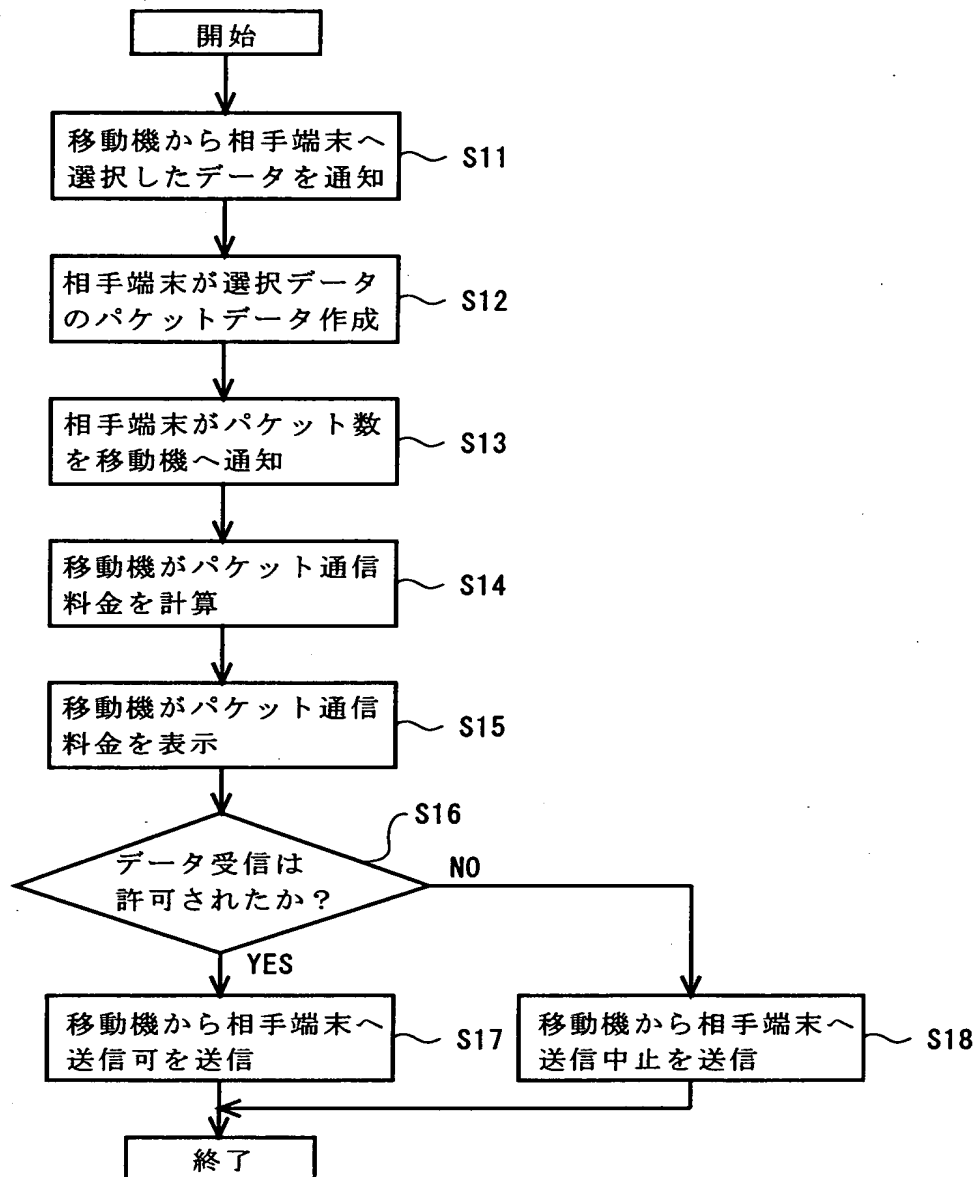 開始
移動機から相手端末へ
選択したデータを通知
S11
相手端末が選択データ
のパケットデータ作成
S12
相手端末がパケット数
を移動機へ通知
S13
移動機がパケット通信
料金を計算
S14
移動機がパケット通信
料金を表示
S15
S16
データ受信は
許可されたか？
NO
YES
移動機から相手端末へ
送信可を送信
S17
移動機から相手端末へ
送信中止を送信
S18
終了